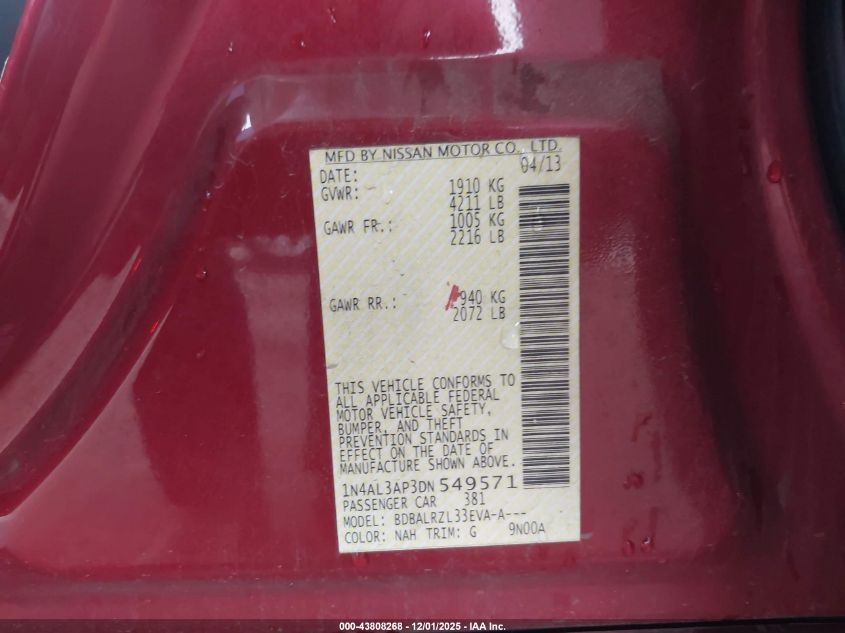 MFD BY NISSAN MOTOR CO., LTD.
DATE: 04/13
GVWR: 1910 KG
4211 LB
GAWR FR.: 1005 KG
2216 LB
GAWR RR.: 940 KG
2072 LB
THIS VEHICLE CONFORMS TO
ALL APPLICABLE FEDERAL
MOTOR VEHICLE SAFETY,
BUMPER, AND THEFT
PREVENTION STANDARDS IN
EFFECT ON THE DATE OF
MANUFACTURE SHOWN ABOVE.
1N4AL3AP3DN549571
PASSENGER CAR 381
MODEL: BDBALRZL33EVA-A---
COLOR: NAH TRIM: G 9N00A
000-43808268 - 12/01/2025 - IAA Inc.